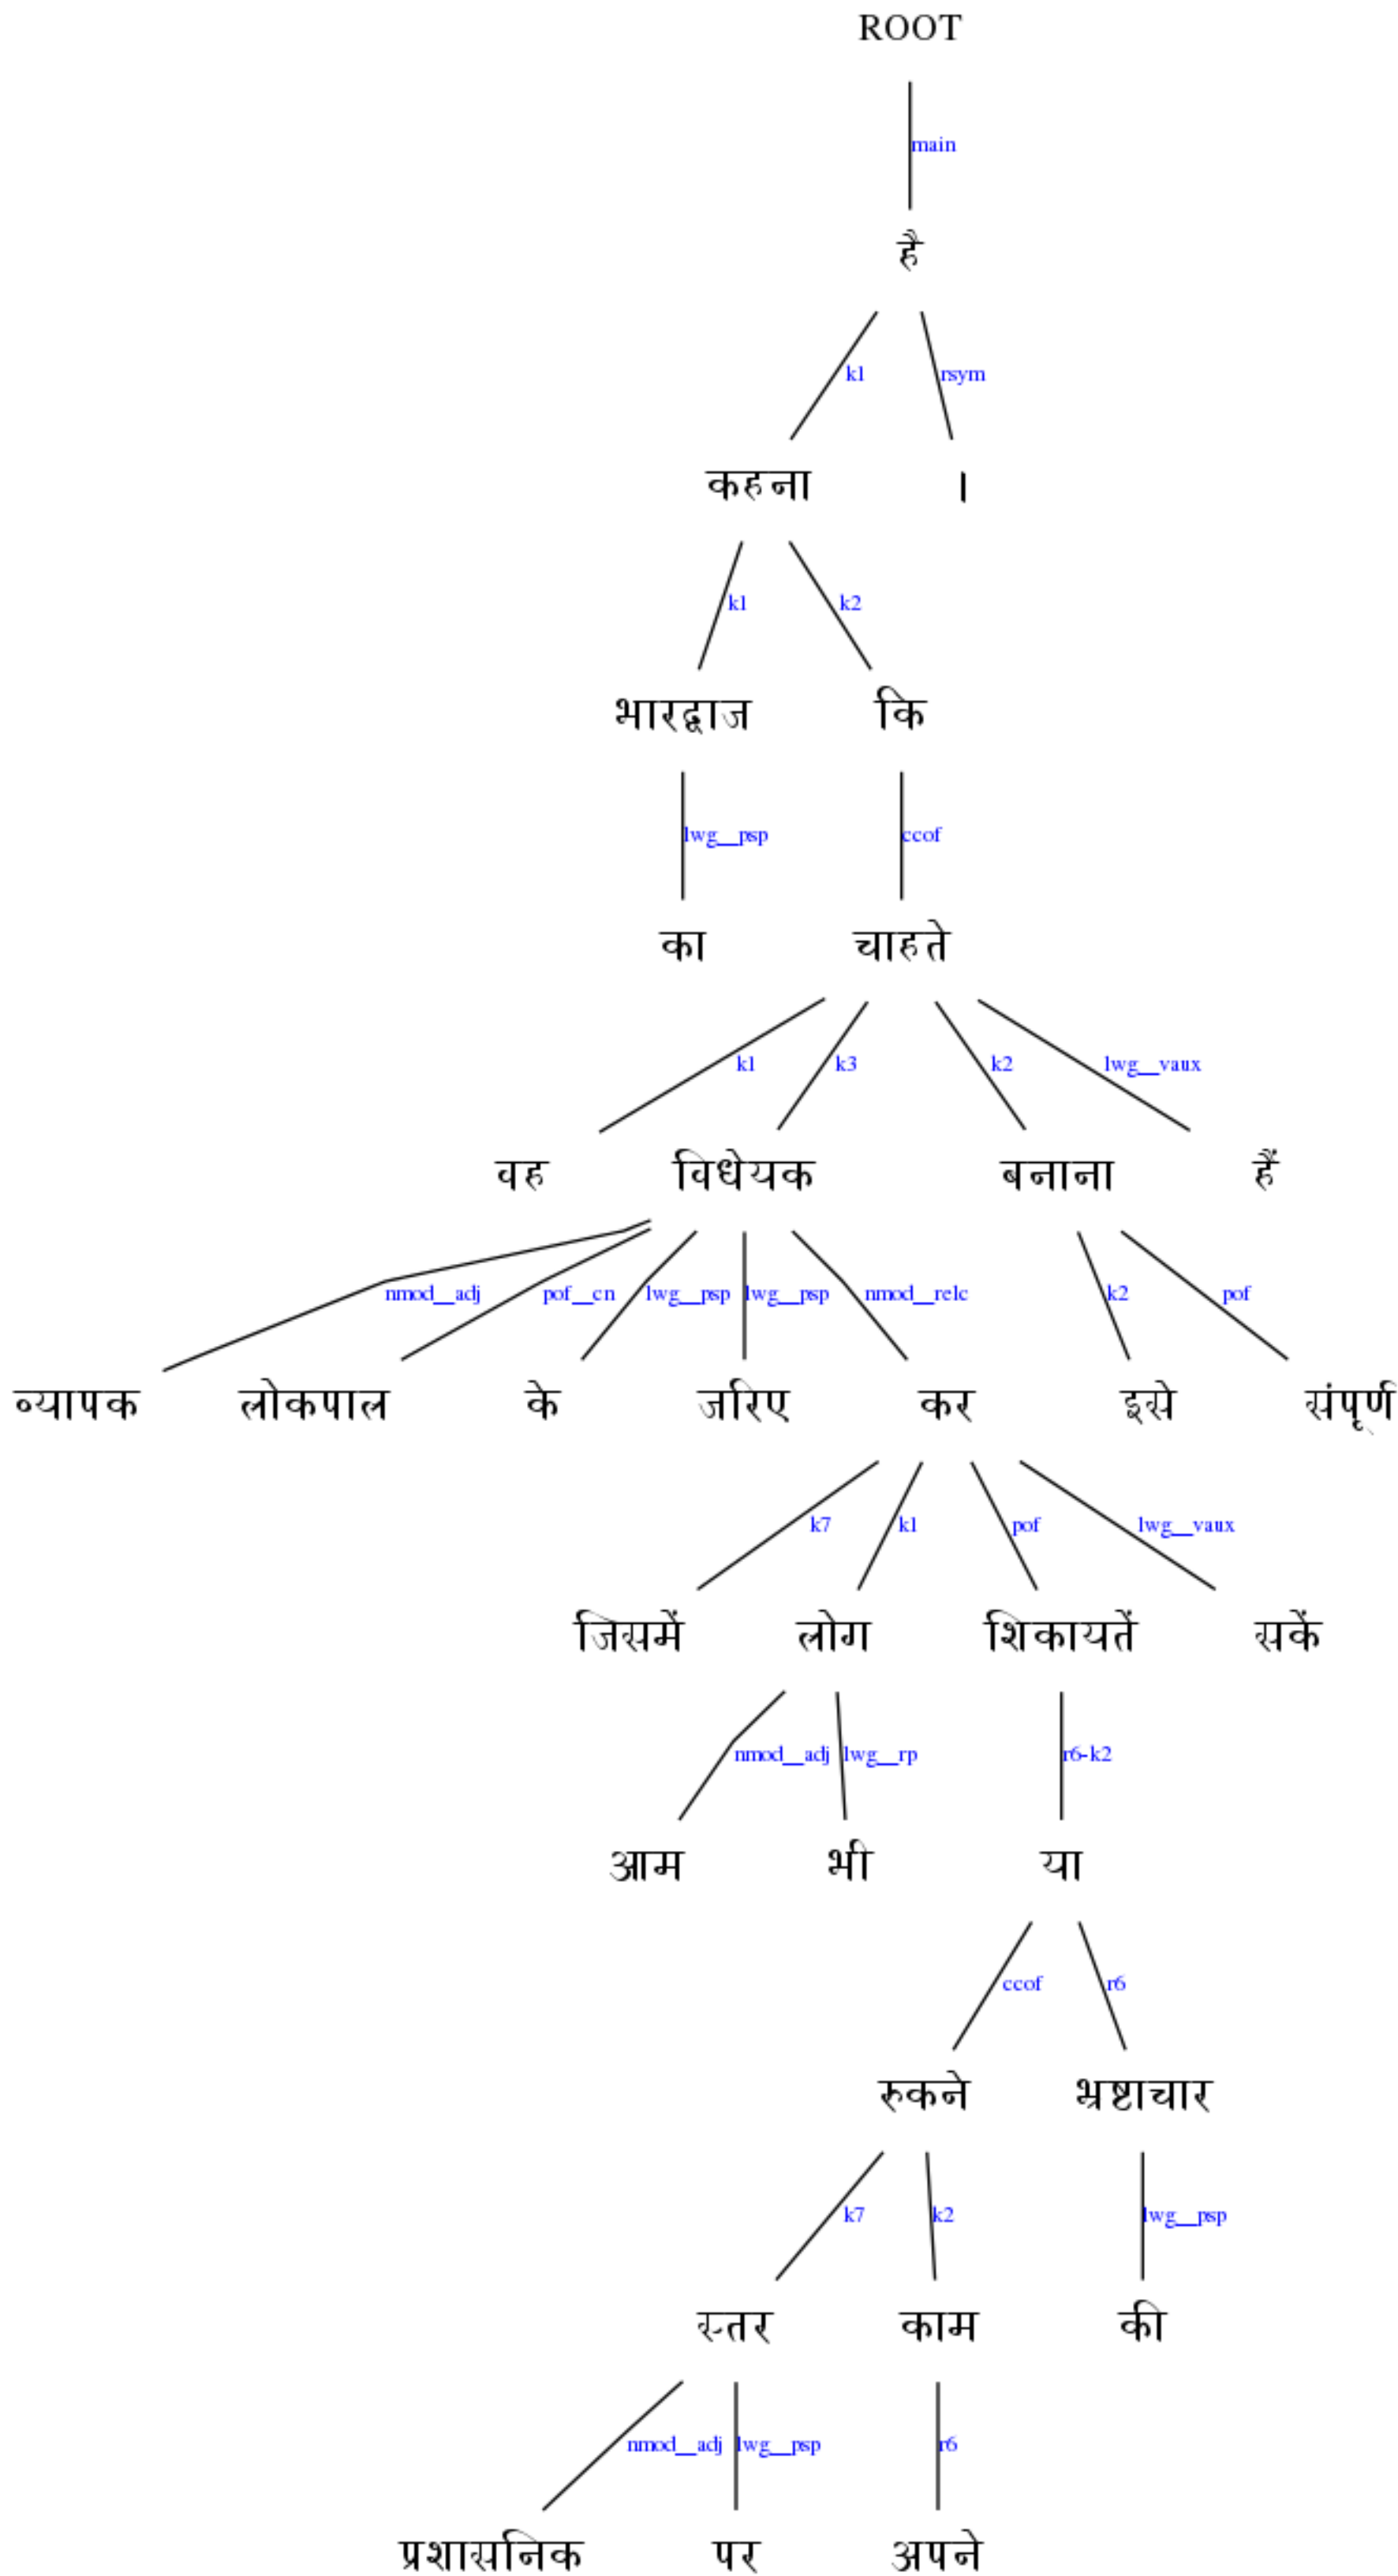 ROOT
main
है
k1 rsym
कहना ।
k1 k2
भारद्वाज कि
lwg__psp ccof
का चाहते
k1 k3 k2 lwg__vaux
वह विधेयक बनाना हैं
nmod__adj pof__cn lwg__psp lwg__psp nmod__relc k2 pof
व्यापक लोकपाल के जरिए कर इसे संपूर्ण
k7 k1 pof lwg__vaux
जिसमें लोग शिकायतें सकें
nmod__adj lwg__rp r6-k2
आम भी या
ccof r6
रुकने भ्रष्टाचार
k7 k2 lwg__psp
स्तर काम की
nmod__adj lwg__psp r6
प्रशासनिक पर अपने